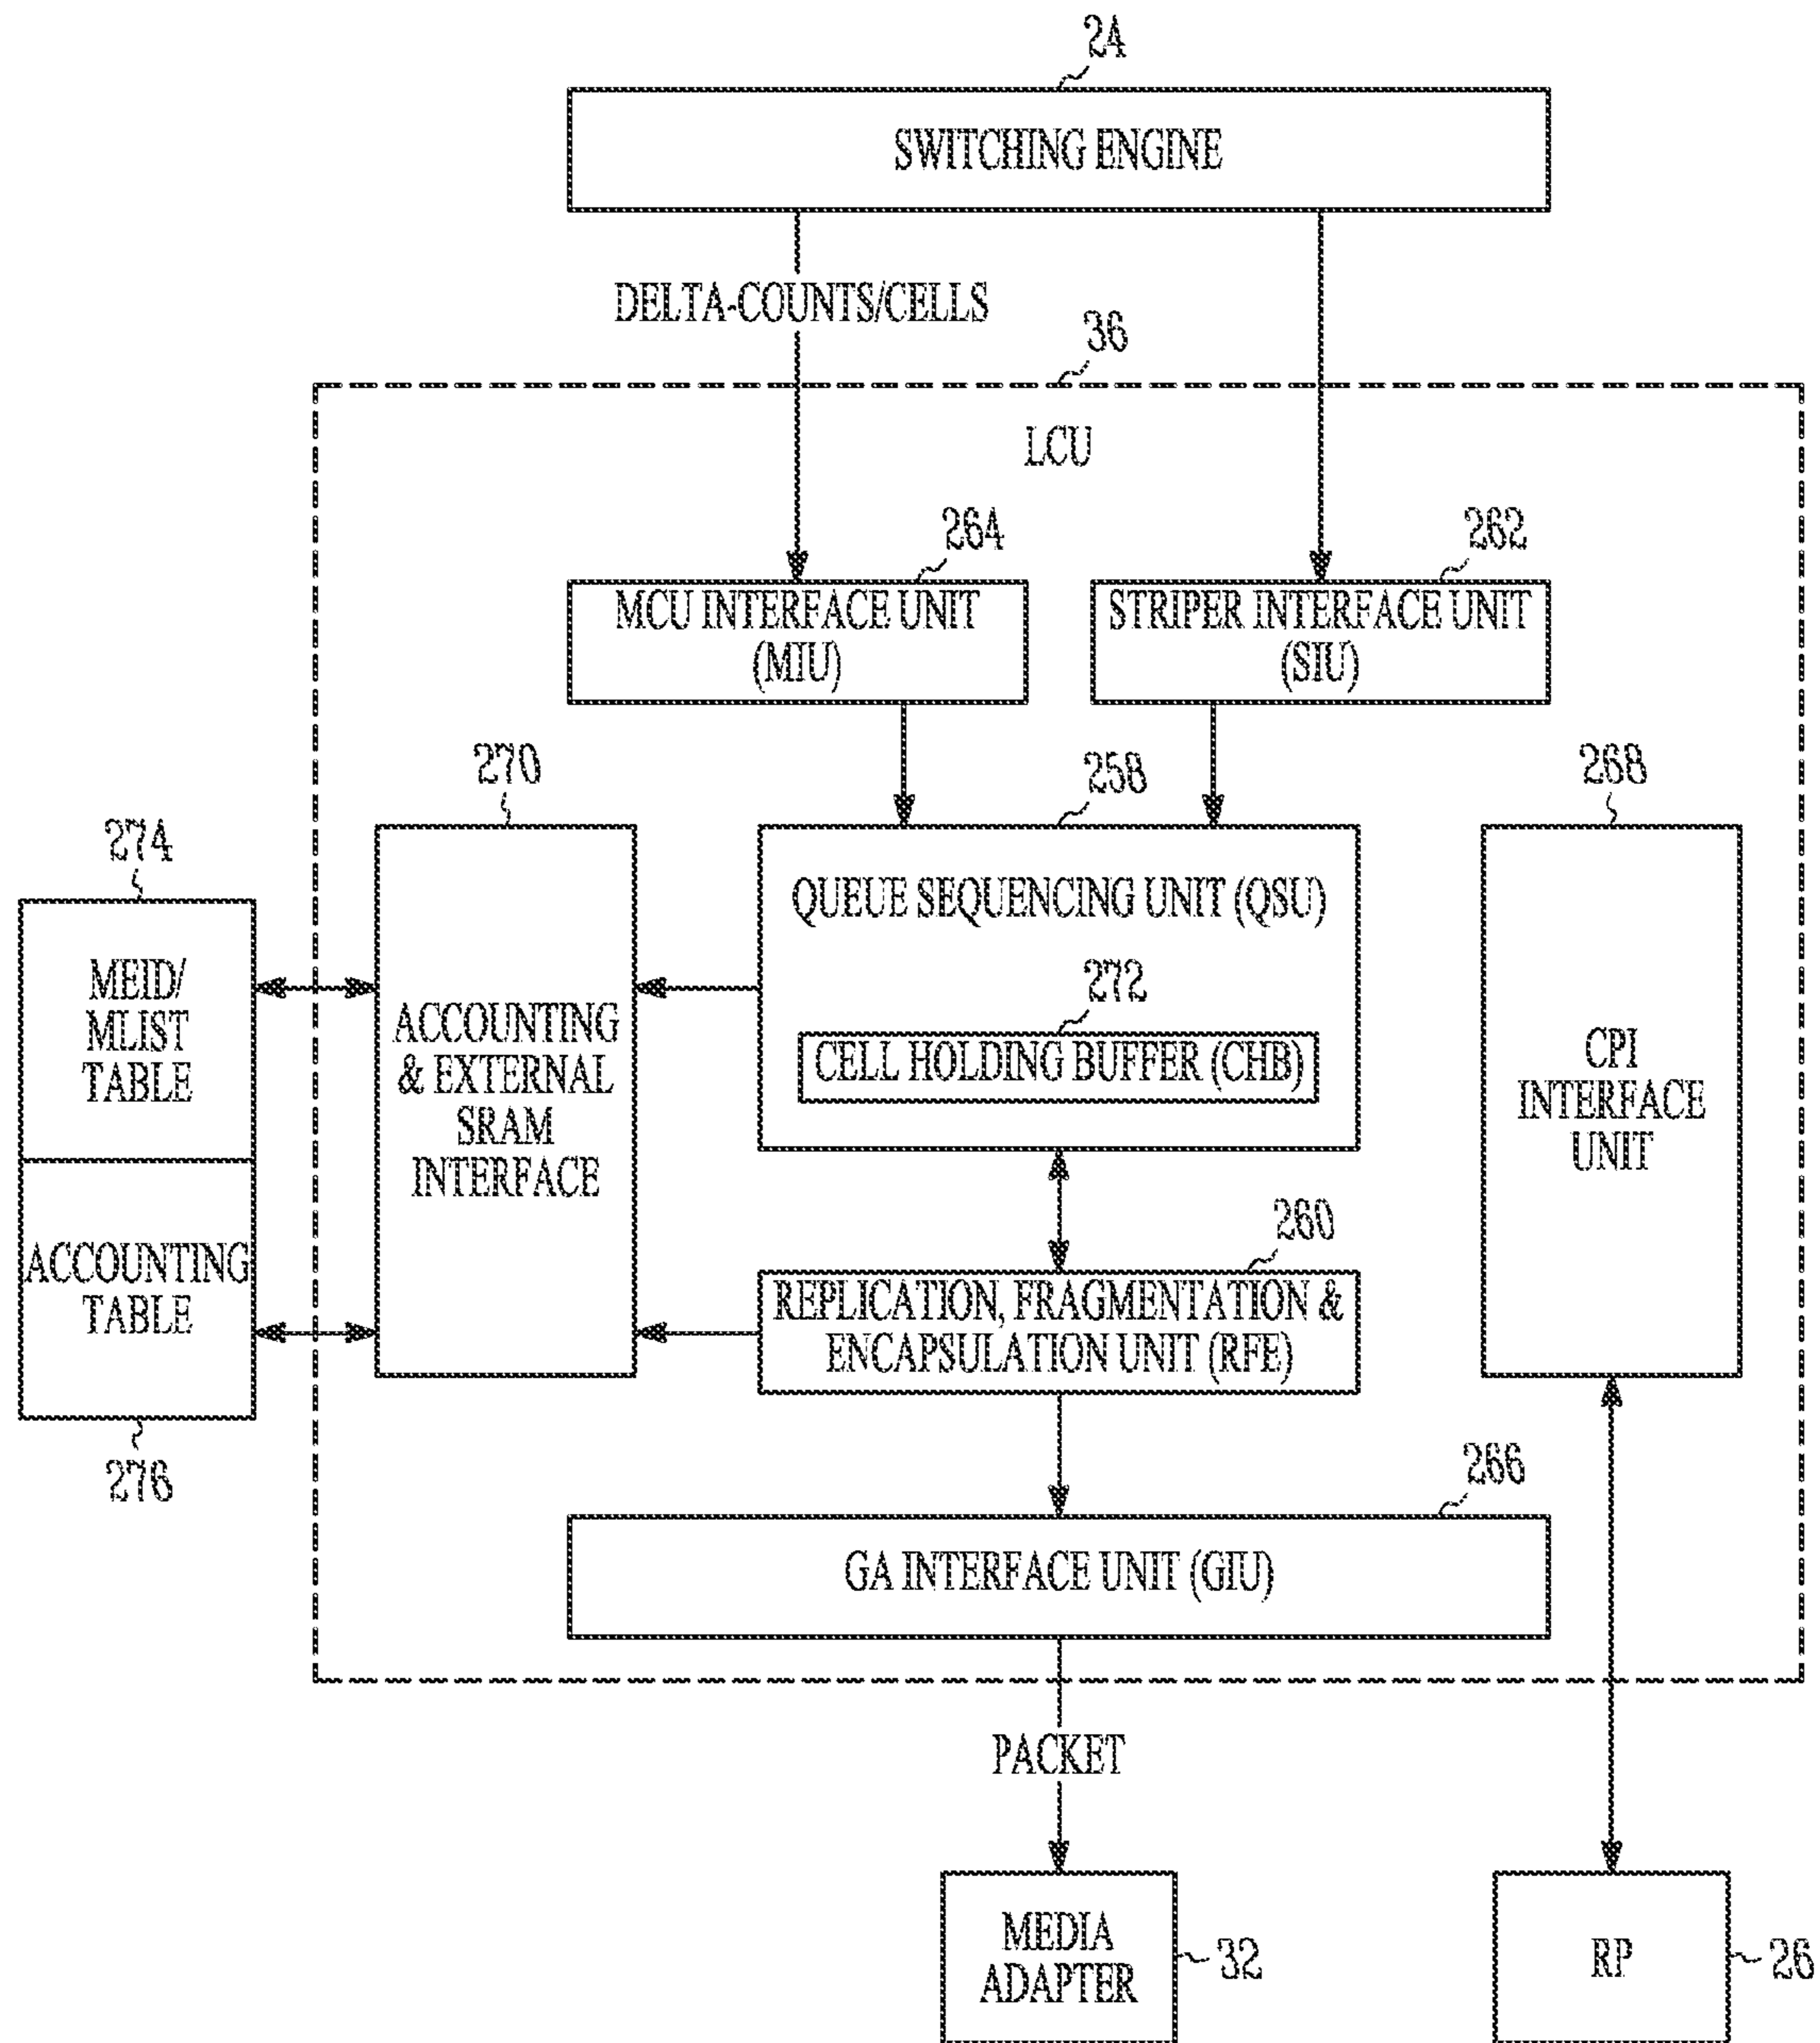 24
SWITCHING ENGINE
DELTA-COUNTS/CELLS
36
LCU
264
262
MCU INTERFACE UNIT
(MIU)
STRIPER INTERFACE UNIT
(SIU)
270
258
268
274
QUEUE SEQUENCING UNIT (QSU)
MEID/
MLIST
TABLE
272
ACCOUNTING
& EXTERNAL
SRAM
INTERFACE
CELL HOLDING BUFFER (CHB)
CPI
INTERFACE
UNIT
260
ACCOUNTING
TABLE
REPLICATION, FRAGMENTATION &
ENCAPSULATION UNIT (RFE)
276
266
GA INTERFACE UNIT (GIU)
PACKET
MEDIA
ADAPTER
32
RP
26